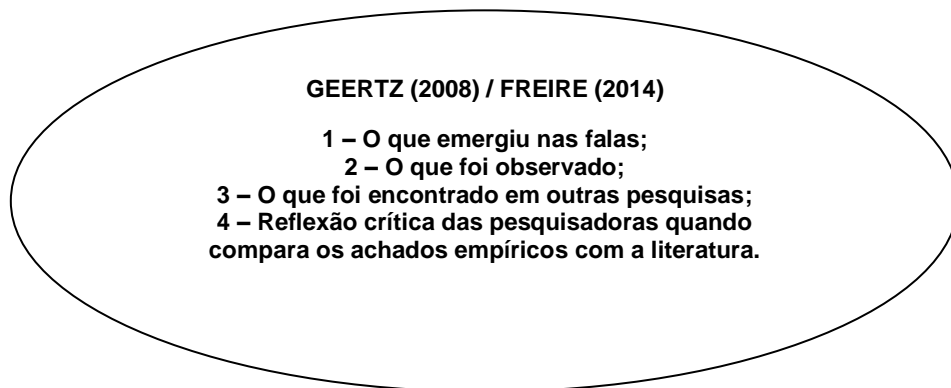 GEERTZ (2008) / FREIRE (2014)
1 – O que emergiu nas falas;
2 – O que foi observado;
3 – O que foi encontrado em outras pesquisas;
4 – Reflexão crítica das pesquisadoras quando
compara os achados empíricos com a literatura.